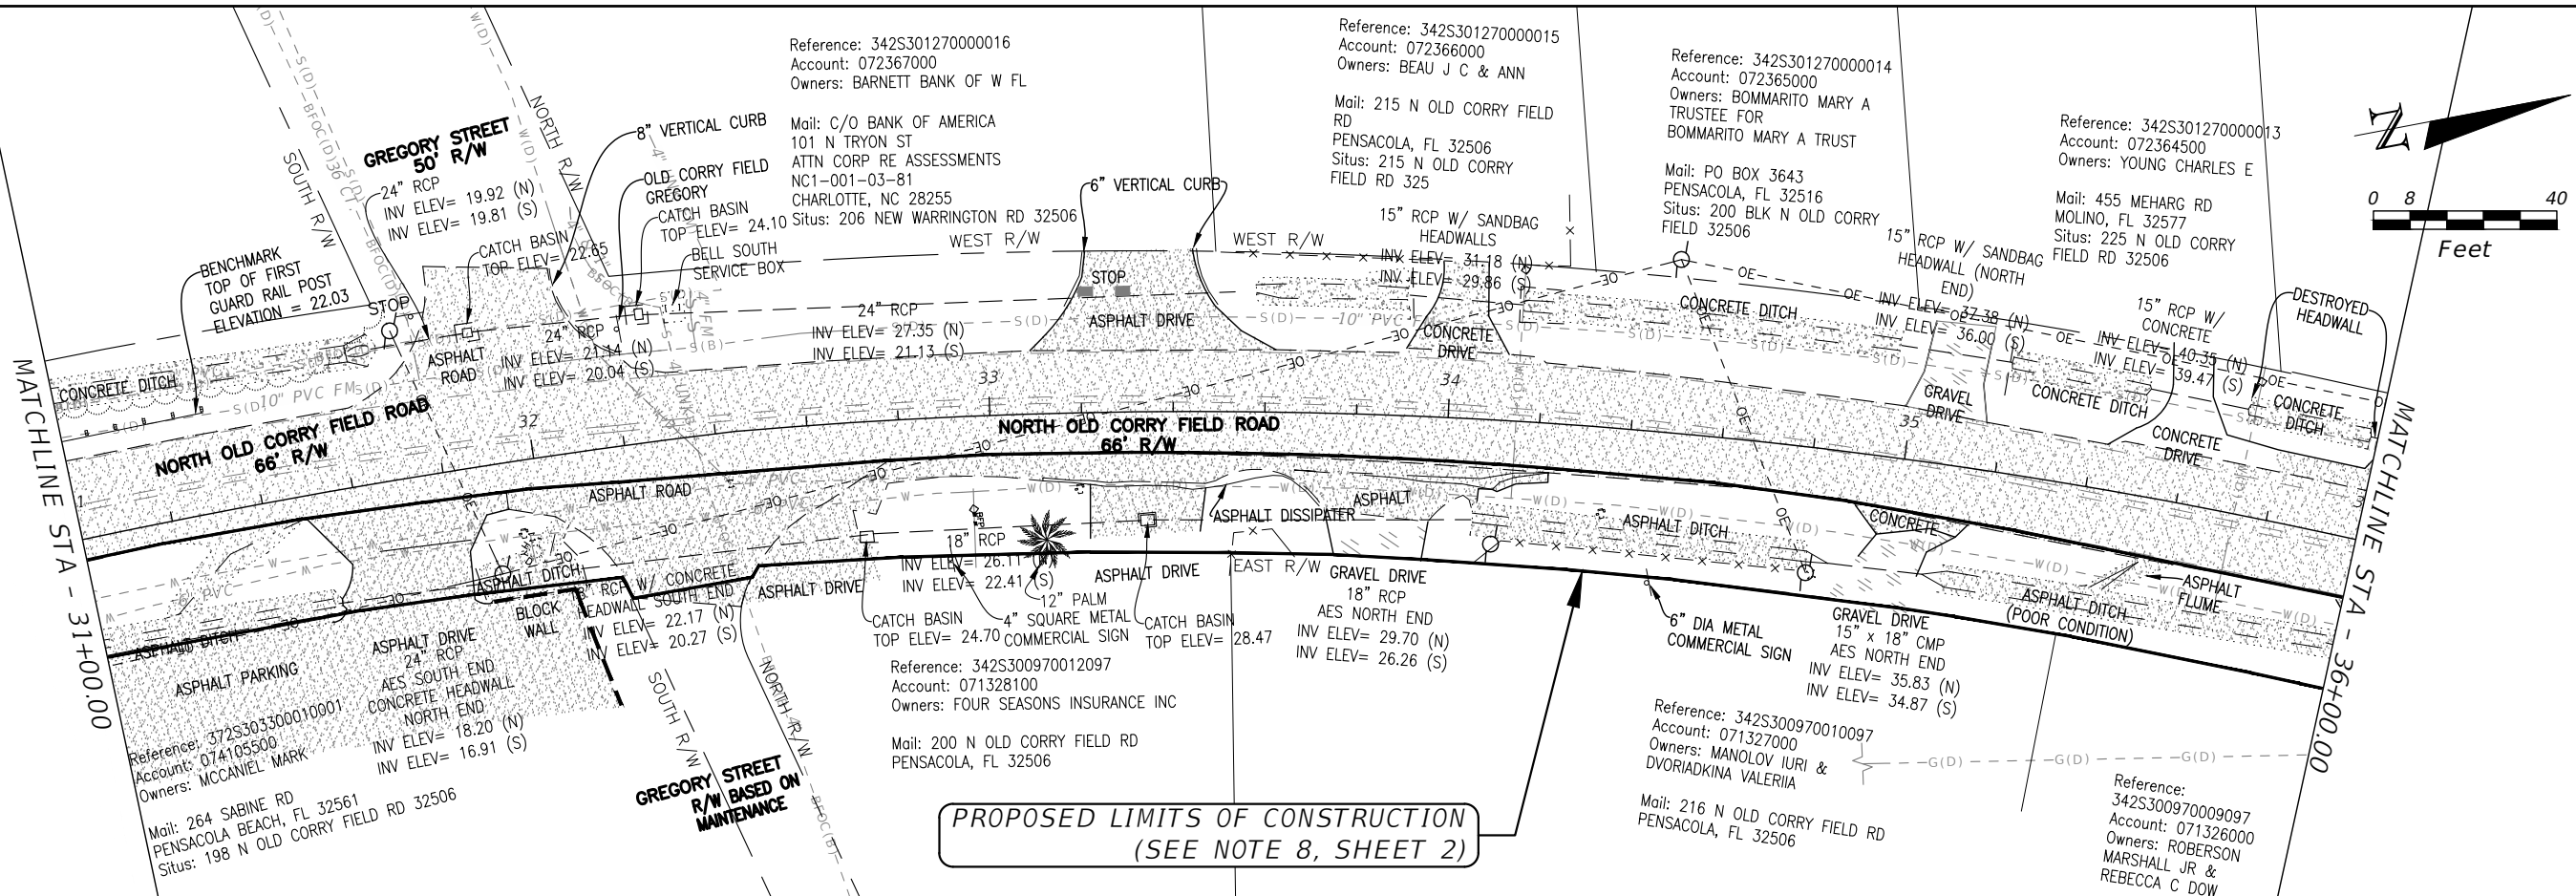 Reference: 342S301270000016
Account: 072367000
Owners: BARNETT BANK OF W FL
Mail: C/O BANK OF AMERICA
101 N TRYON ST
ATTN CORP RE ASSESSMENTS
NC1-001-03-81
CHARLOTTE, NC 28255
Situs: 206 NEW WARRINGTON RD 32506
Reference: 342S301270000015
Account: 072366000
Owners: BEAU J C & ANN
Mail: 215 N OLD CORRY FIELD
RD
PENSACOLA, FL 32506
Situs: 215 N OLD CORRY
FIELD RD 325
Reference: 342S301270000014
Account: 072365000
Owners: BOMMARITO MARY A
TRUSTEE FOR
BOMMARITO MARY A TRUST
Mail: PO BOX 3643
PENSACOLA, FL 32516
Situs: 200 BLK N OLD CORRY
FIELD 32506
Reference: 342S301270000013
Account: 072364500
Owners: YOUNG CHARLES E
Mail: 455 MEHARG RD
MOLINO, FL 32577
Situs: 225 N OLD CORRY
FIELD RD 32506
N
0 8 40
Feet
GREGORY STREET
50' R/W
SOUTH R/W
NORTH R/W
24" RCP
INV ELEV= 19.92 (N)
INV ELEV= 19.81 (S)
8" VERTICAL CURB
OLD CORRY FIELD
GREGORY
CATCH BASIN
TOP ELEV= 24.10
BELL SOUTH
SERVICE BOX
CATCH BASIN
TOP ELEV= 22.65
BENCHMARK
TOP OF FIRST
GUARD RAIL POST
ELEVATION = 22.03
STOP
6" VERTICAL CURB
WEST R/W
WEST R/W
STOP
ASPHALT DRIVE
15" RCP W/ SANDBAG
HEADWALLS
INV ELEV= 31.18 (N)
INV ELEV= 29.86 (S)
CONCRETE
DRIVE
CONCRETE DITCH
15" RCP W/ SANDBAG
HEADWALL (NORTH
END)
INV ELEV= 37.38 (N)
INV ELEV= 36.00 (S)
15" RCP W/
CONCRETE
INV ELEV= 40.35 (N)
INV ELEV= 39.47 (S)
DESTROYED
HEADWALL
24" RCP
INV ELEV= 27.35 (N)
INV ELEV= 21.13 (S)
24" RCP
INV ELEV= 21.14 (N)
INV ELEV= 20.04 (S)
ASPHALT
ROAD
CONCRETE DITCH
10" PVC FM
10" PVC FM
GRAVEL
DRIVE
CONCRETE DITCH
CONCRETE
DRIVE
CONCRETE
DITCH
MATCHLINE STA - 31+00.00
MATCHLINE STA - 36+00.00
32
33
34
35
NORTH OLD CORRY FIELD ROAD
66' R/W
NORTH OLD CORRY FIELD ROAD
66' R/W
ASPHALT ROAD
ASPHALT DISSIPATER
ASPHALT
ASPHALT DITCH
CONCRETE
ASPHALT
FLUME
ASPHALT DITCH
(POOR CONDITION)
ASPHALT DITCH
ASPHALT DITCH
BLOCK
WALL
ASPHALT PARKING
ASPHALT DRIVE
24" RCP
AES SOUTH END
CONCRETE HEADWALL
NORTH END
INV ELEV= 18.20 (N)
INV ELEV= 16.91 (S)
RCP W/ CONCRETE
HEADWALL SOUTH END
INV ELEV= 22.17 (N)
INV ELEV= 20.27 (S)
ASPHALT DRIVE
18" RCP
INV ELEV= 26.11 (N)
INV ELEV= 22.41 (S)
12" PALM
4" SQUARE METAL
COMMERCIAL SIGN
CATCH BASIN
TOP ELEV= 24.70
ASPHALT DRIVE
CATCH BASIN
TOP ELEV= 28.47
EAST R/W
GRAVEL DRIVE
18" RCP
AES NORTH END
INV ELEV= 29.70 (N)
INV ELEV= 26.26 (S)
6" DIA METAL
COMMERCIAL SIGN
GRAVEL DRIVE
15" x 18" CMP
AES NORTH END
INV ELEV= 35.83 (N)
INV ELEV= 34.87 (S)
Reference: 372S303300010001
Account: 074105500
Owners: MCCANIEL MARK
Mail: 264 SABINE RD
PENSACOLA BEACH, FL 32561
Situs: 198 N OLD CORRY FIELD RD 32506
SOUTH R/W
NORTH R/W
GREGORY STREET
R/W BASED ON
MAINTENANCE
Reference: 342S300970012097
Account: 071328100
Owners: FOUR SEASONS INSURANCE INC
Mail: 200 N OLD CORRY FIELD RD
PENSACOLA, FL 32506
PROPOSED LIMITS OF CONSTRUCTION
(SEE NOTE 8, SHEET 2)
Reference: 342S300970010097
Account: 071327000
Owners: MANOLOV IURI &
DVORIADKINA VALERIIA
Mail: 216 N OLD CORRY FIELD RD
PENSACOLA, FL 32506
G(D) G(D) G(D)
Reference:
342S300970009097
Account: 071326000
Owners: ROBERSON
MARSHALL JR &
REBECCA C DOW